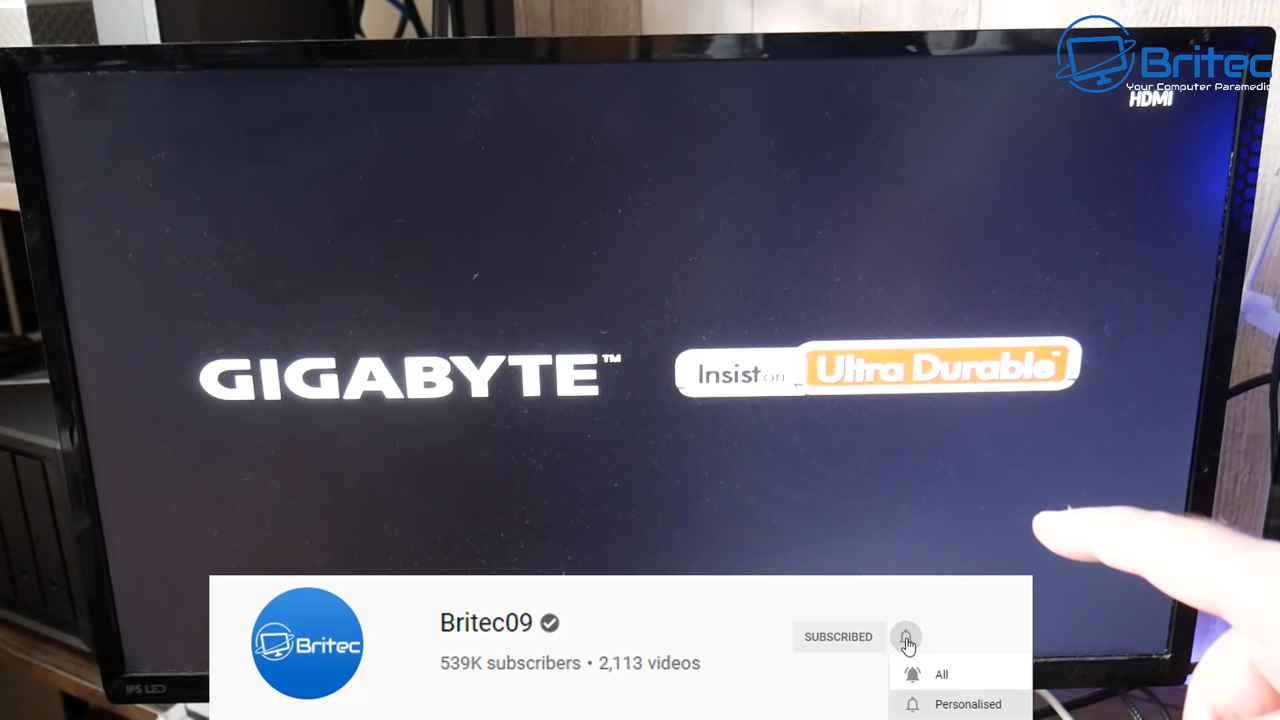 Britec
Your Computer Paramedic
HDMI
GIGABYTE™
Insist on Ultra Durable™
IPS LED
Britec
Britec09
539K subscribers • 2,113 videos
SUBSCRIBED
All
Personalised